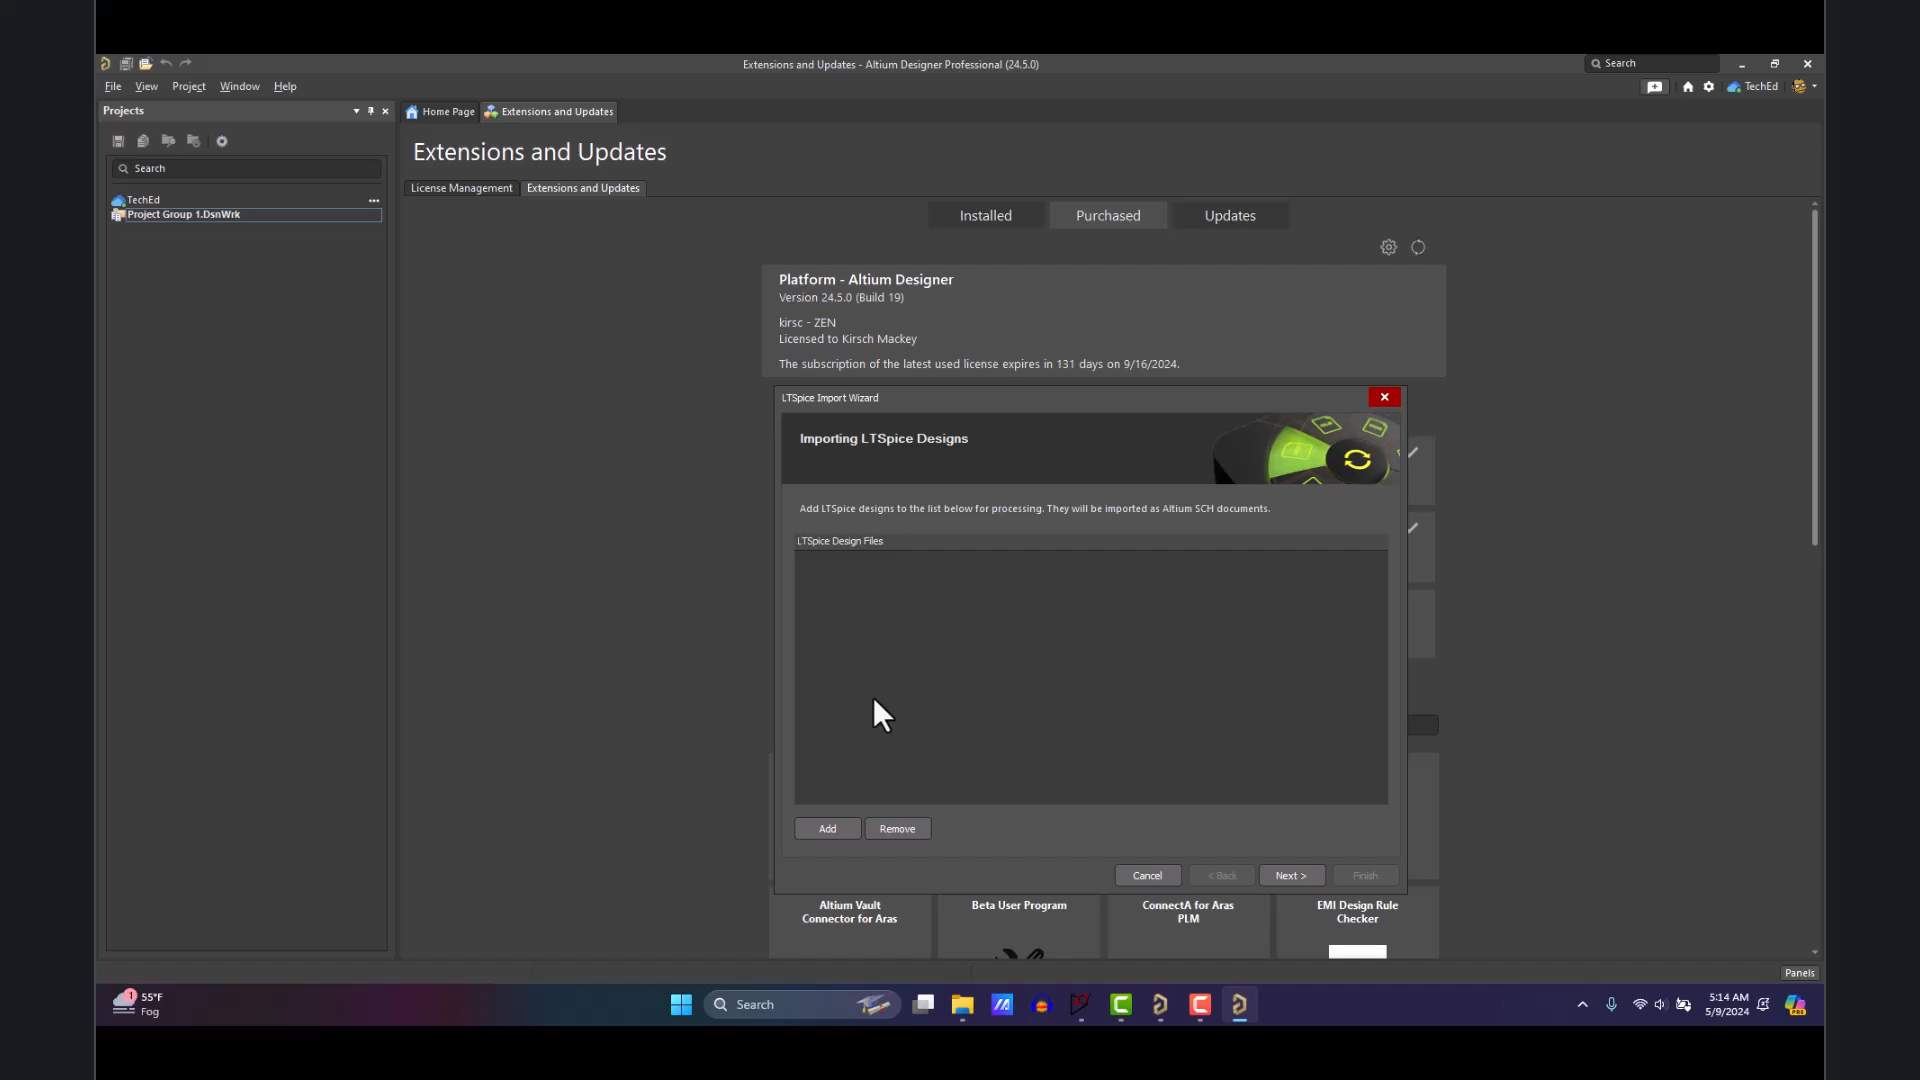 Extensions and Updates - Altium Designer Professional (24.5.0)
Search
File View Project Window Help
TechEd
Projects
Home Page
Extensions and Updates
Search
TechEd
Project Group 1.DsnWrk
Extensions and Updates
License Management
Extensions and Updates
Installed
Purchased
Updates
Platform - Altium Designer
Version 24.5.0 (Build 19)
kirsc - ZEN
Licensed to Kirsch Mackey
The subscription of the latest used license expires in 131 days on 9/16/2024.
LTSpice Import Wizard
Importing LTSpice Designs
Add LTSpice designs to the list below for processing. They will be imported as Altium SCH documents.
LTSpice Design Files
Add
Remove
Cancel
< Back
Next >
Finish
Altium Vault
Connector for Aras
Beta User Program
ConnectA for Aras
PLM
EMI Design Rule
Checker
Panels
1
55°F
Fog
Search
5:14 AM
5/9/2024